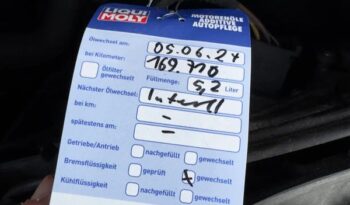 LIQUI MOLY
MOTORENÖLE
ADDITIVE
AUTOPFLEGE
Ölwechsel am: 05.06.24
bei Kilometer: 169.770
Ölfilter gewechselt Füllmenge: 5,2 Liter
Nächster Ölwechsel: Intervall
bei km: -
spätestens am: -
Getriebe/Antrieb: nachgefüllt gewechselt
Bremsflüssigkeit geprüft x gewechselt
Kühlflüssigkeit nachgefüllt gewechselt